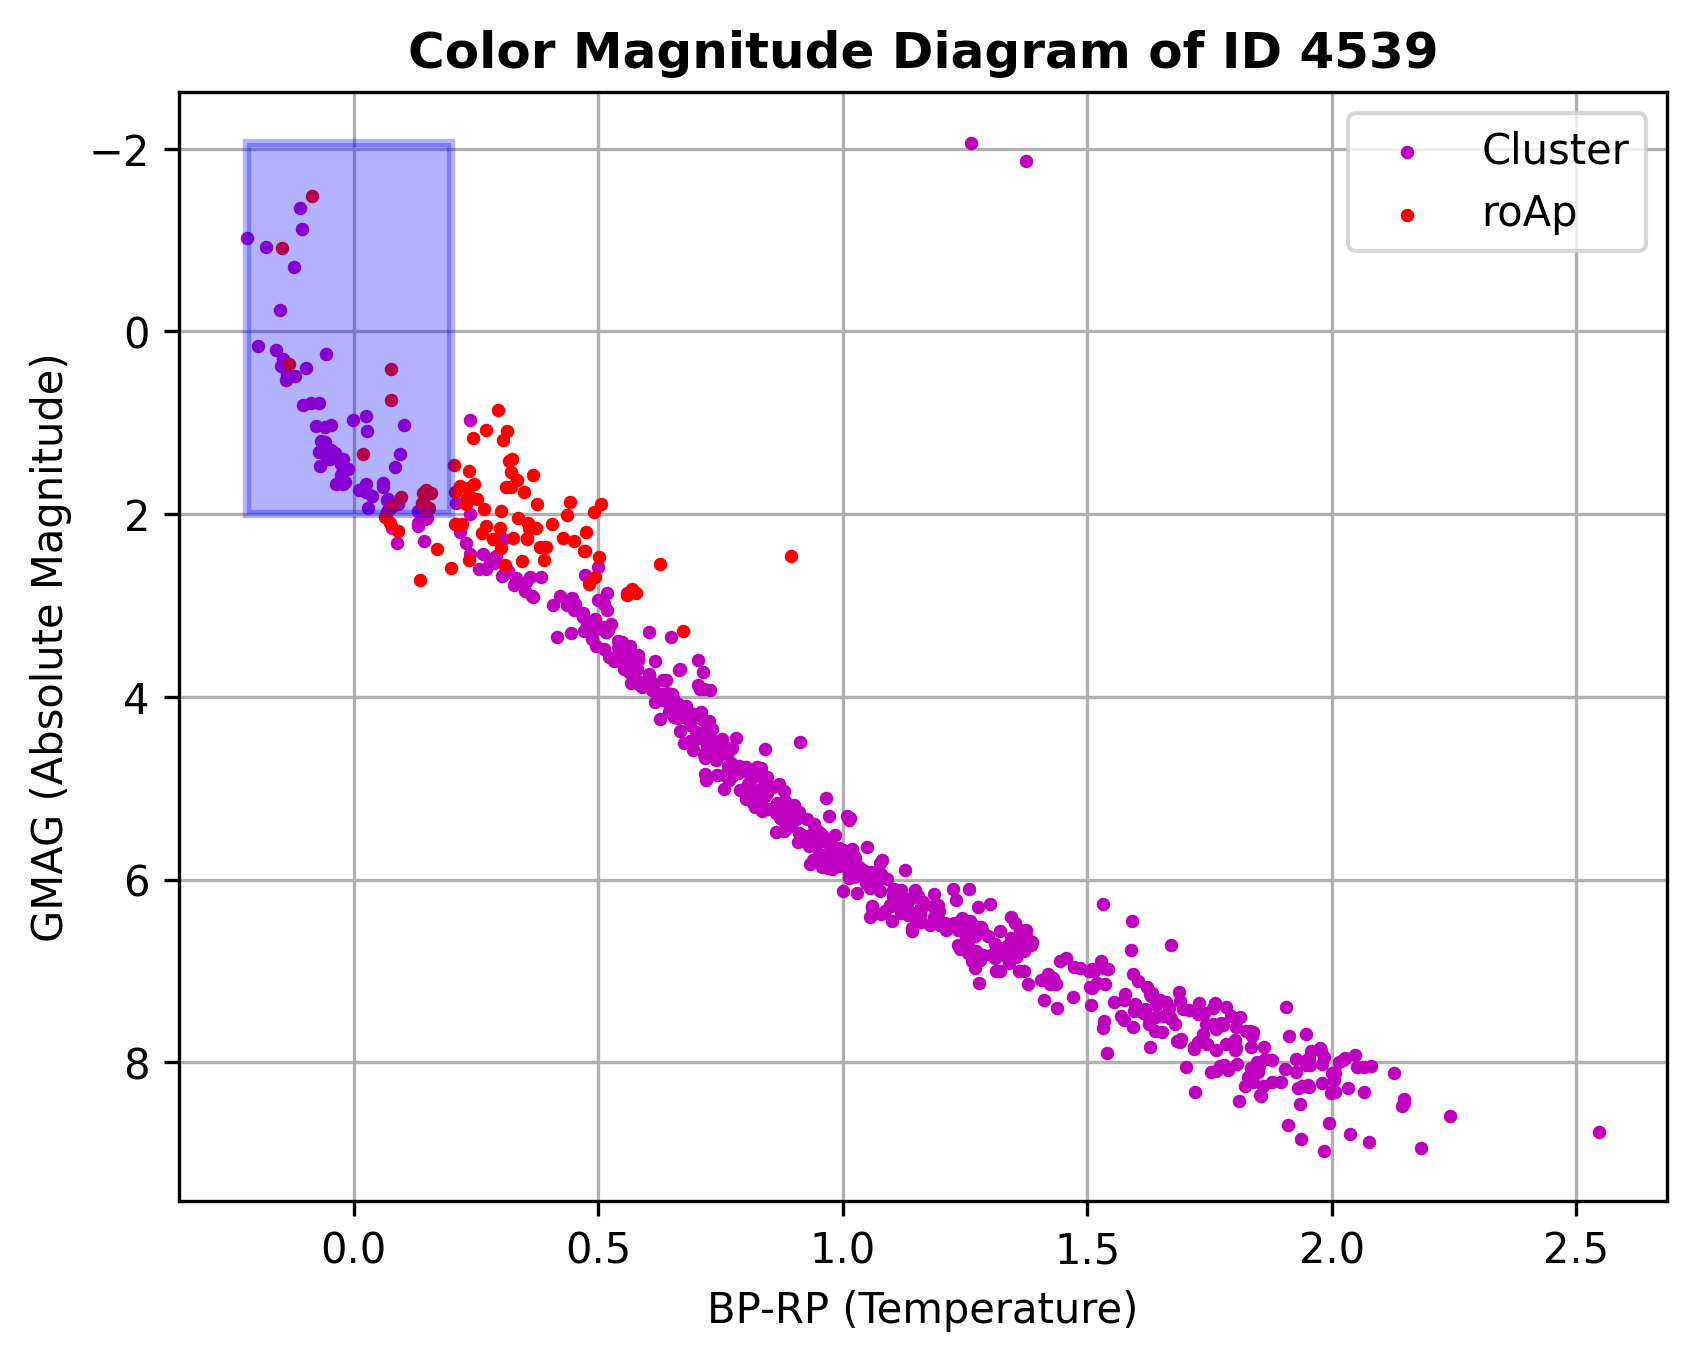 Color Magnitude Diagram of ID 4539
Cluster
roAp
GMAG (Absolute Magnitude)
−2
0
2
4
6
8
0.0 0.5 1.0 1.5 2.0 2.5
BP-RP (Temperature)